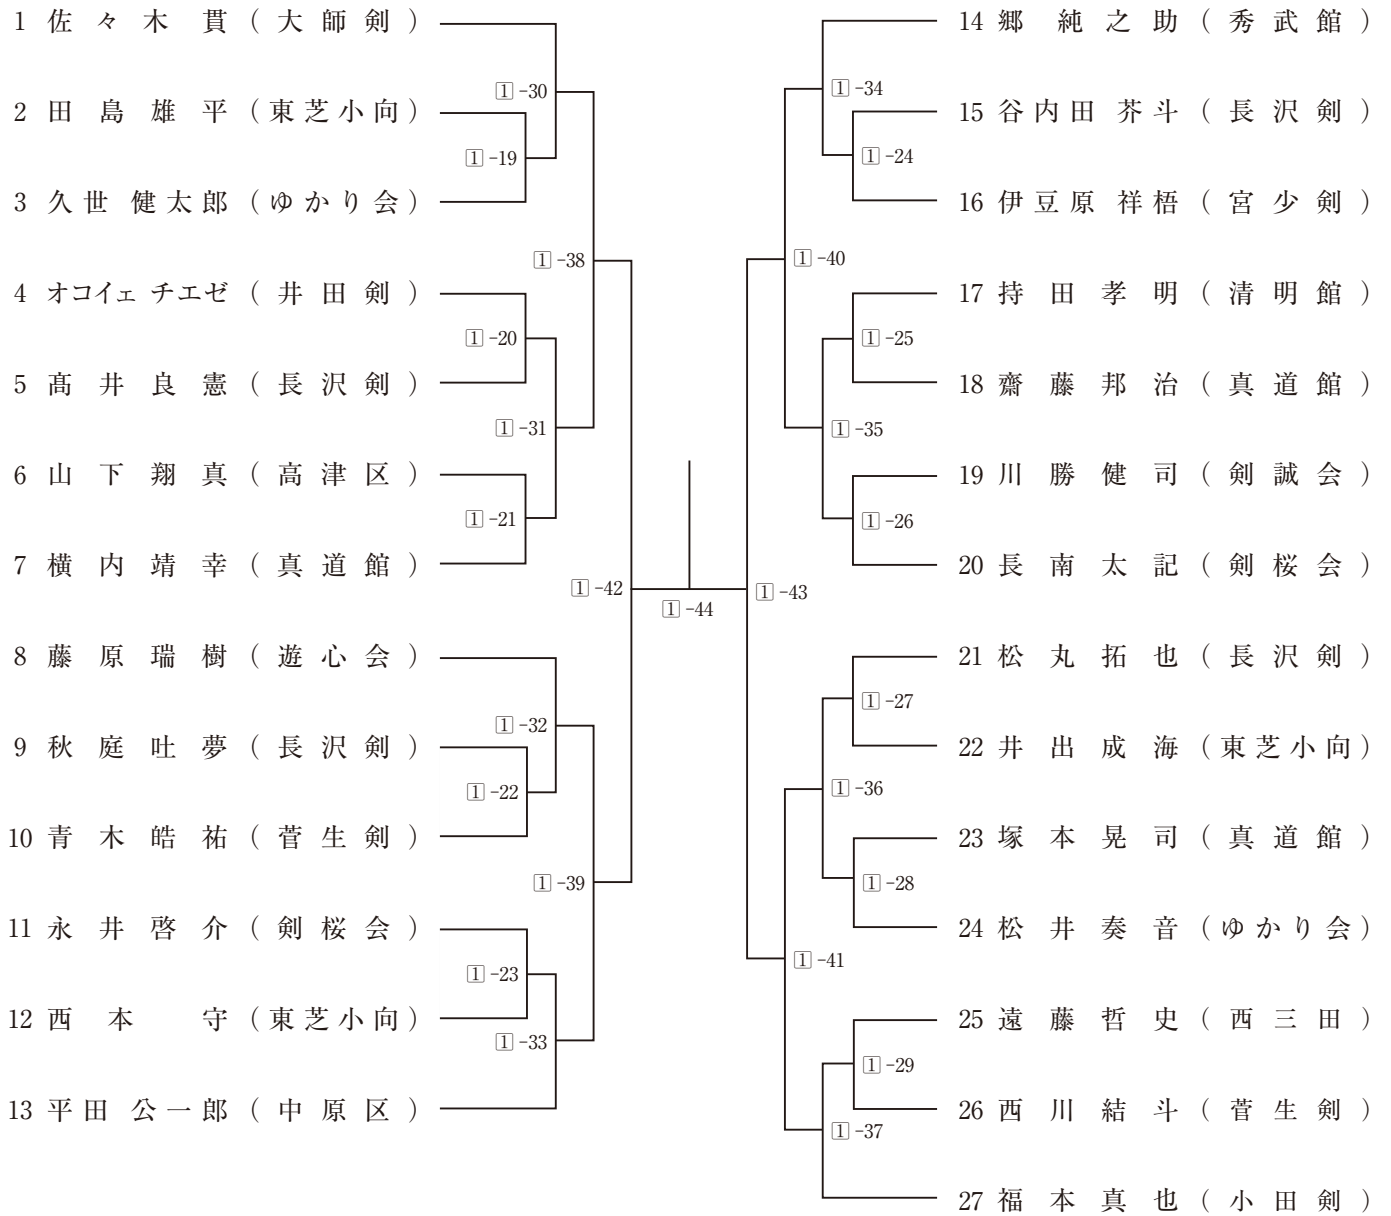 1 佐々木 貫 (大師剣)
2 田島雄平 (東芝小向)
3 久世 健太郎 (ゆかり会)
4 オコイェ チエゼ (井田剣)
5 髙井良憲 (長沢剣)
6 山下翔真 (高津区)
7 横内靖幸 (真道館)
8 藤原瑞樹 (遊心会)
9 秋庭吐夢 (長沢剣)
10 青木皓祐 (菅生剣)
11 永井啓介 (剣桜会)
12 西本 守 (東芝小向)
13 平田 公一郎 (中原区)
1-30
1-19
1-38
1-20
1-31
1-21
1-42
1-32
1-22
1-39
1-23
1-33
1-44
1-34
1-24
1-40
1-25
1-35
1-26
1-43
1-27
1-36
1-28
1-41
1-29
1-37
14 郷 純之助 (秀武館)
15 谷内田 芥斗 (長沢剣)
16 伊豆原 祥梧 (宮少剣)
17 持田孝明 (清明館)
18 齋藤邦治 (真道館)
19 川勝健司 (剣誠会)
20 長南太記 (剣桜会)
21 松丸拓也 (長沢剣)
22 井出成海 (東芝小向)
23 塚本晃司 (真道館)
24 松井奏音 (ゆかり会)
25 遠藤哲史 (西三田)
26 西川結斗 (菅生剣)
27 福本真也 (小田剣)